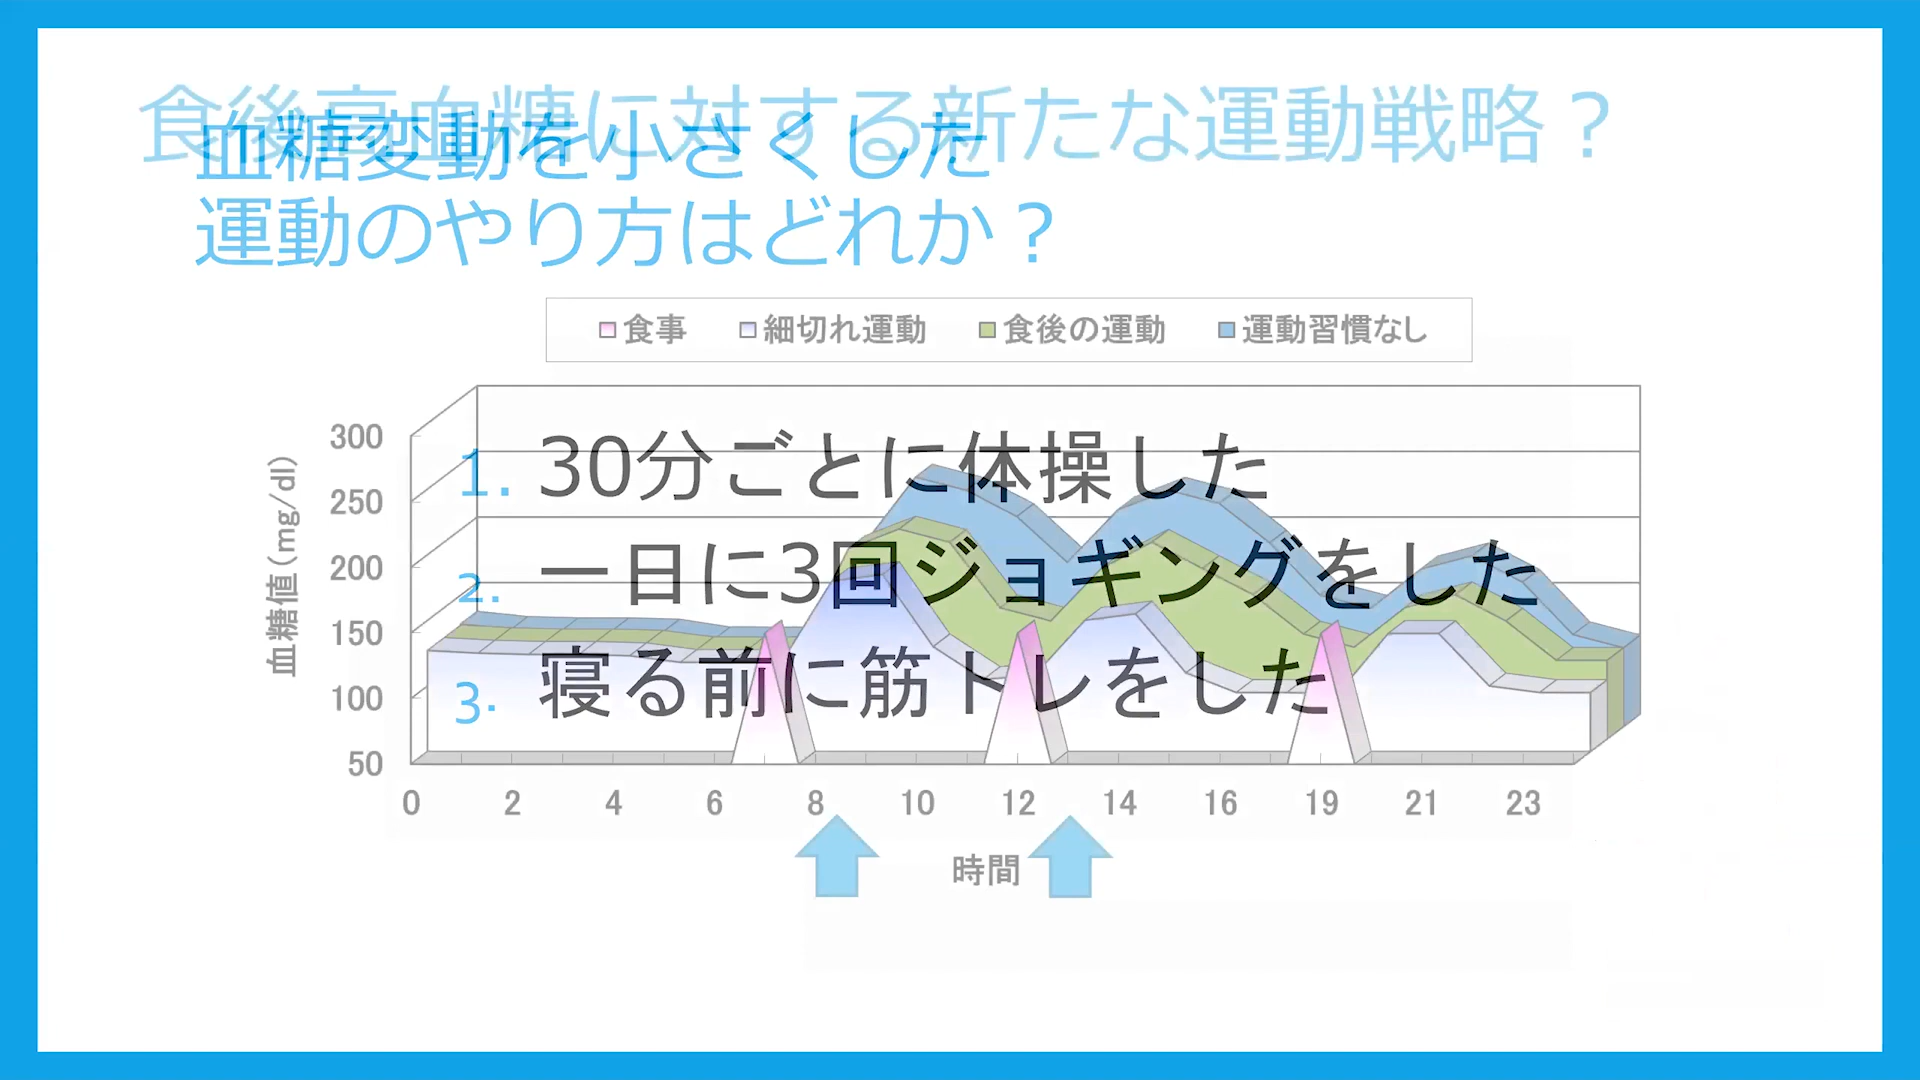 食後高血糖に対する新たな運動戦略？
血糖変動を小さくした
運動のやり方はどれか？
食事 細切れ運動 食後の運動 運動習慣なし
1. 30分ごとに体操した
2. 一日に3回ジョギングをした
3. 寝る前に筋トレをした
血糖値(mg/dl)
300
250
200
150
100
50
0 2 4 6 8 10 12 14 16 19 21 23
時間